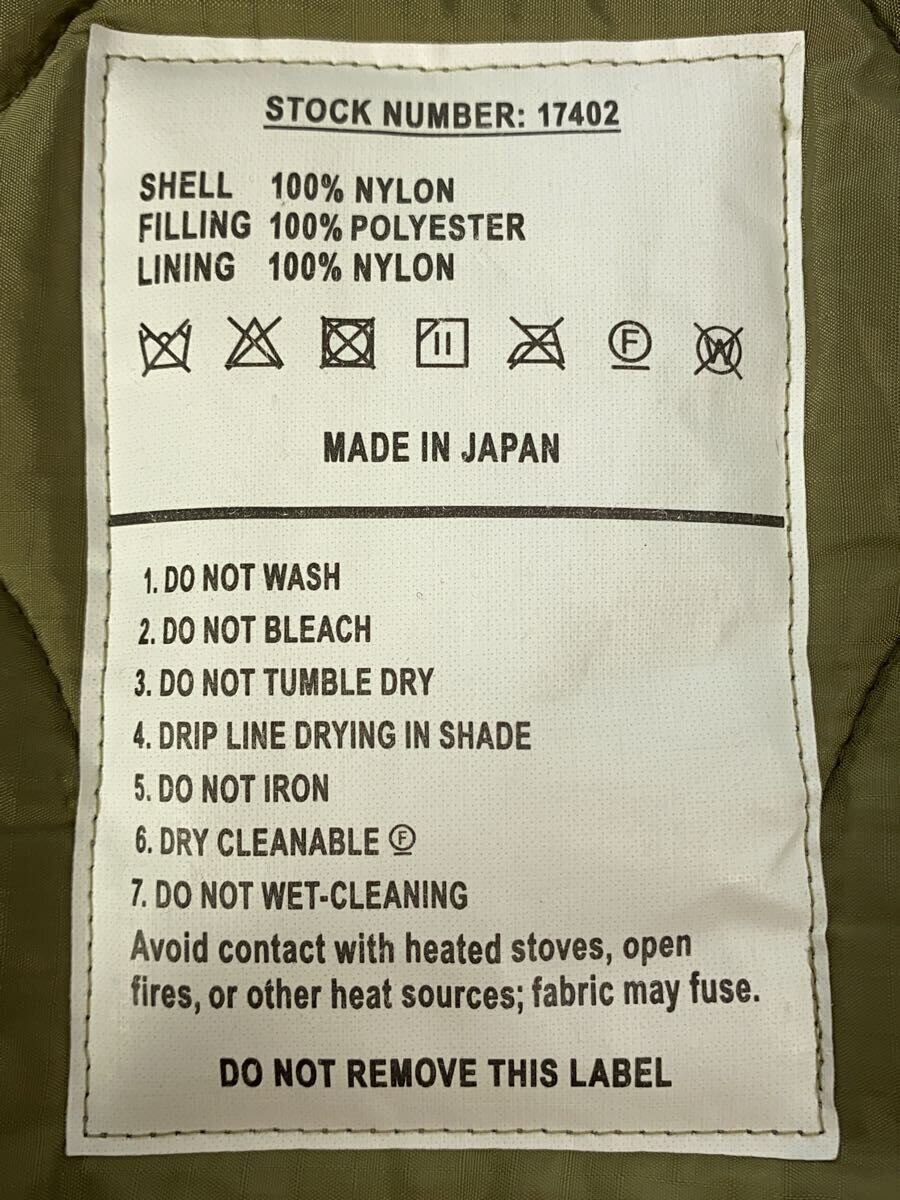 STOCK NUMBER: 17402
SHELL 100% NYLON
FILLING 100% POLYESTER
LINING 100% NYLON
F W
MADE IN JAPAN
1. DO NOT WASH
2. DO NOT BLEACH
3. DO NOT TUMBLE DRY
4. DRIP LINE DRYING IN SHADE
5. DO NOT IRON
6. DRY CLEANABLE Ⓕ
7. DO NOT WET-CLEANING
Avoid contact with heated stoves, open
fires, or other heat sources; fabric may fuse.
DO NOT REMOVE THIS LABEL